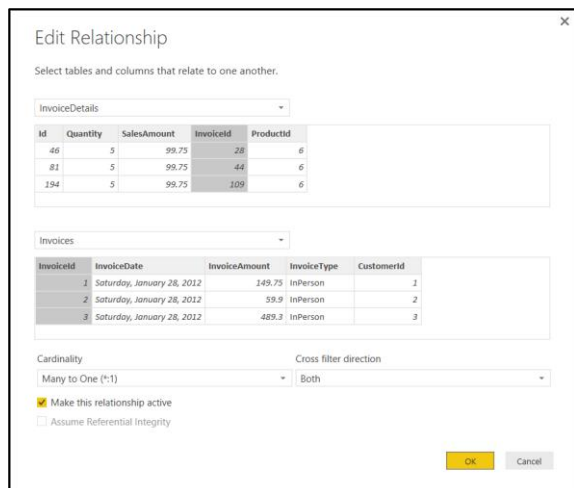 Edit Relationship
Select tables and columns that relate to one another.
InvoiceDetails
Id Quantity SalesAmount InvoiceId ProductId
46 5 99.75 28 6
81 5 99.75 44 6
194 5 99.75 109 6
Invoices
InvoiceId InvoiceDate InvoiceAmount InvoiceType CustomerId
1 Saturday, January 28, 2012 149.75 InPerson 1
2 Saturday, January 28, 2012 59.9 InPerson 2
3 Saturday, January 28, 2012 489.3 InPerson 3
Cardinality Cross filter direction
Many to One (*:1) Both
Make this relationship active
Assume Referential Integrity
OK Cancel